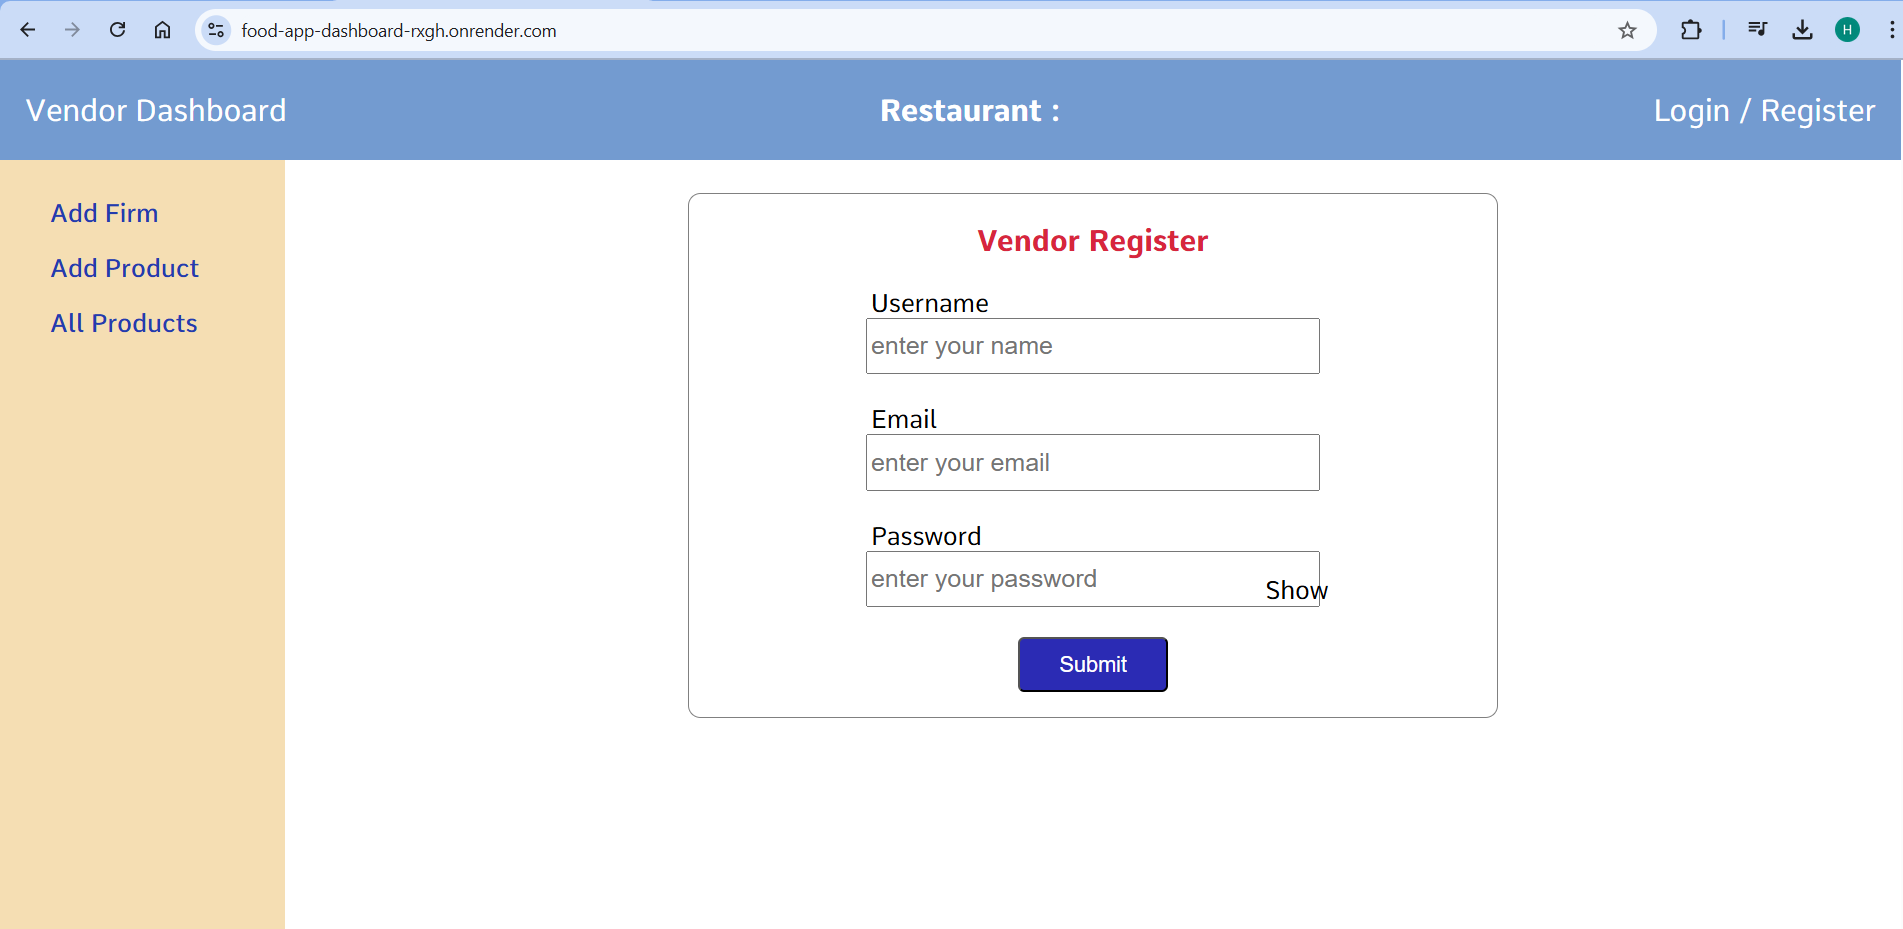 food-app-dashboard-rxgh.onrender.com
H
Vendor Dashboard
Restaurant :
Login / Register
Add Firm
Add Product
All Products
Vendor Register
Username
enter your name
Email
enter your email
Password
enter your password
Show
Submit